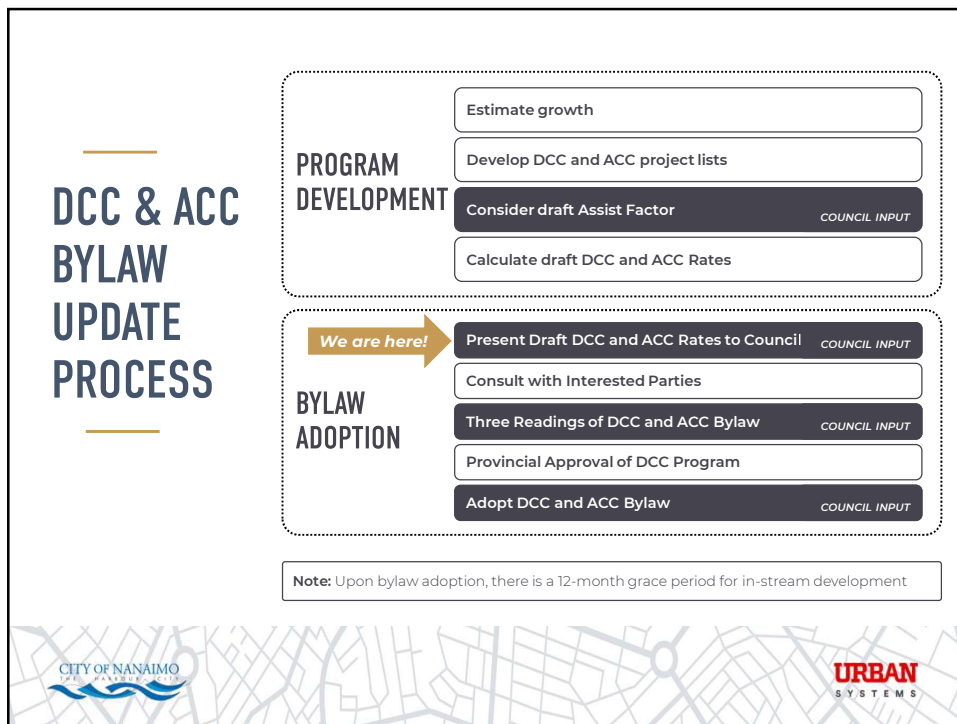 DCC & ACC
BYLAW
UPDATE
PROCESS
PROGRAM
DEVELOPMENT
Estimate growth
Develop DCC and ACC project lists
Consider draft Assist Factor COUNCIL INPUT
Calculate draft DCC and ACC Rates
We are here!
BYLAW
ADOPTION
Present Draft DCC and ACC Rates to Council COUNCIL INPUT
Consult with Interested Parties
Three Readings of DCC and ACC Bylaw COUNCIL INPUT
Provincial Approval of DCC Program
Adopt DCC and ACC Bylaw COUNCIL INPUT
Note: Upon bylaw adoption, there is a 12-month grace period for in-stream development
CITY OF NANAIMO
THE HARBOUR CITY
URBAN
SYSTEMS